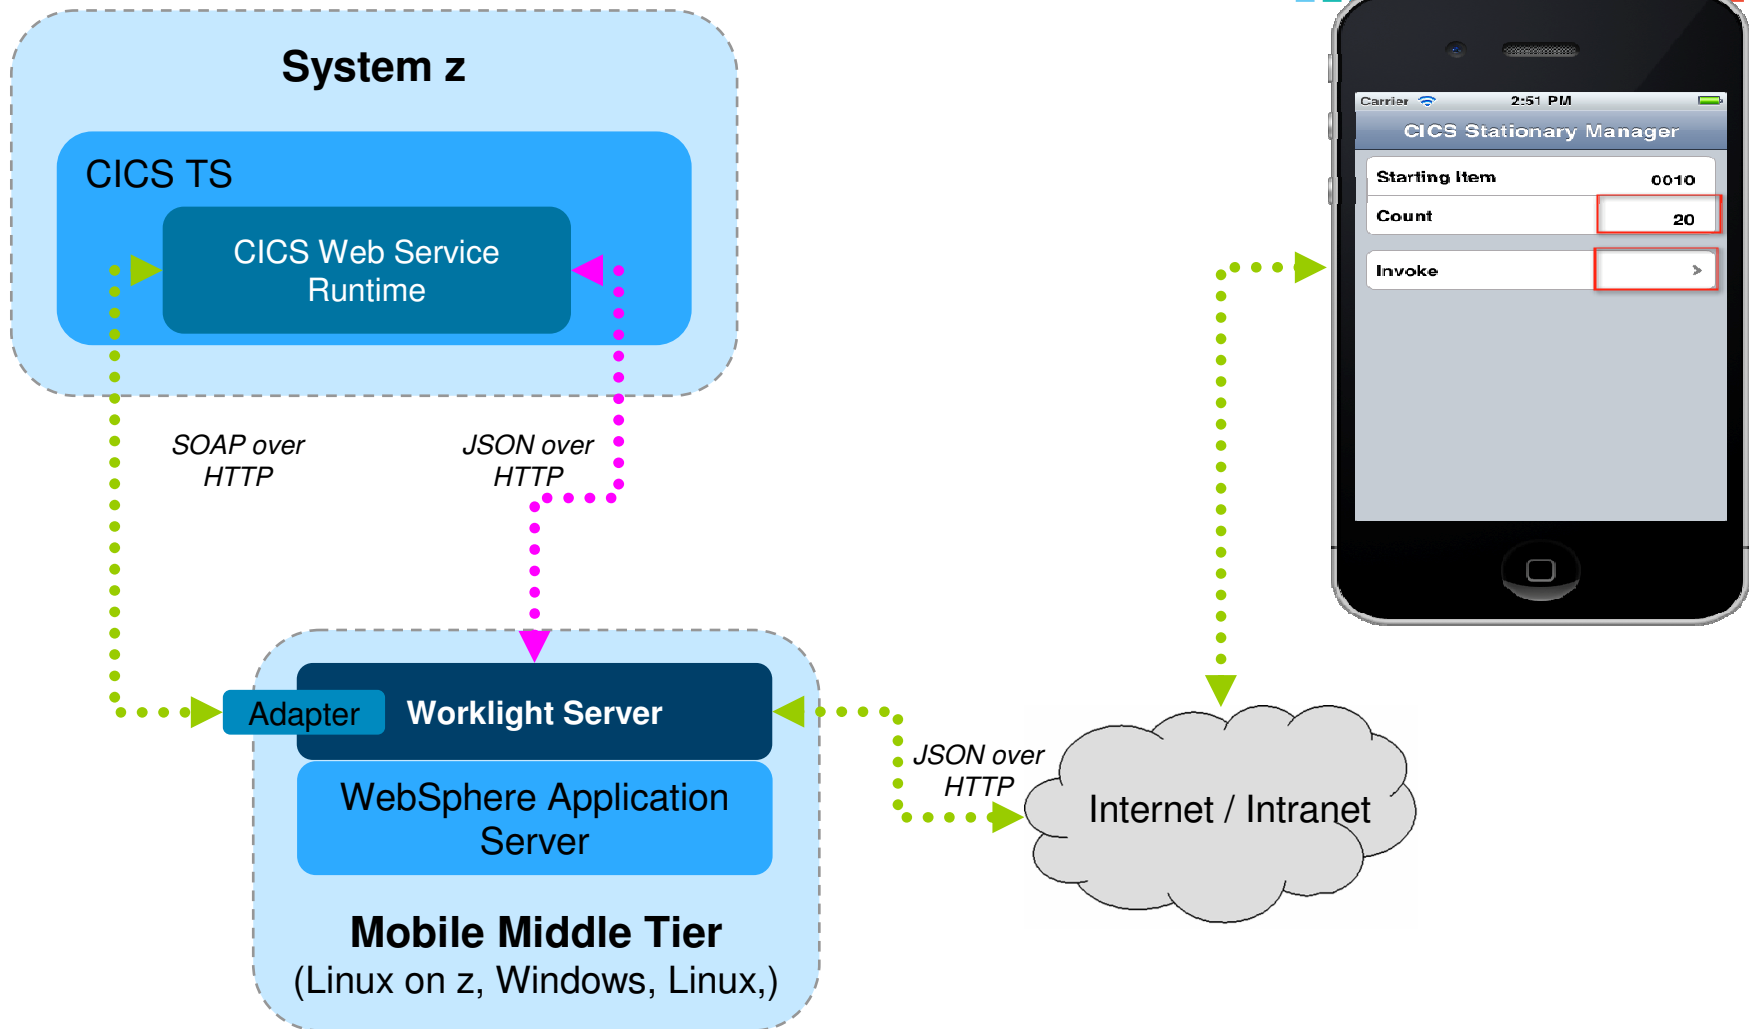 System z
CICS TS
CICS Web Service
Runtime
SOAP over
HTTP
JSON over
HTTP
Adapter
Worklight Server
WebSphere Application
Server
Mobile Middle Tier
(Linux on z, Windows, Linux,)
JSON over
HTTP
Internet / Intranet
Carrier 2:51 PM
CICS Stationary Manager
Starting Item 0010
Count 20
Invoke >